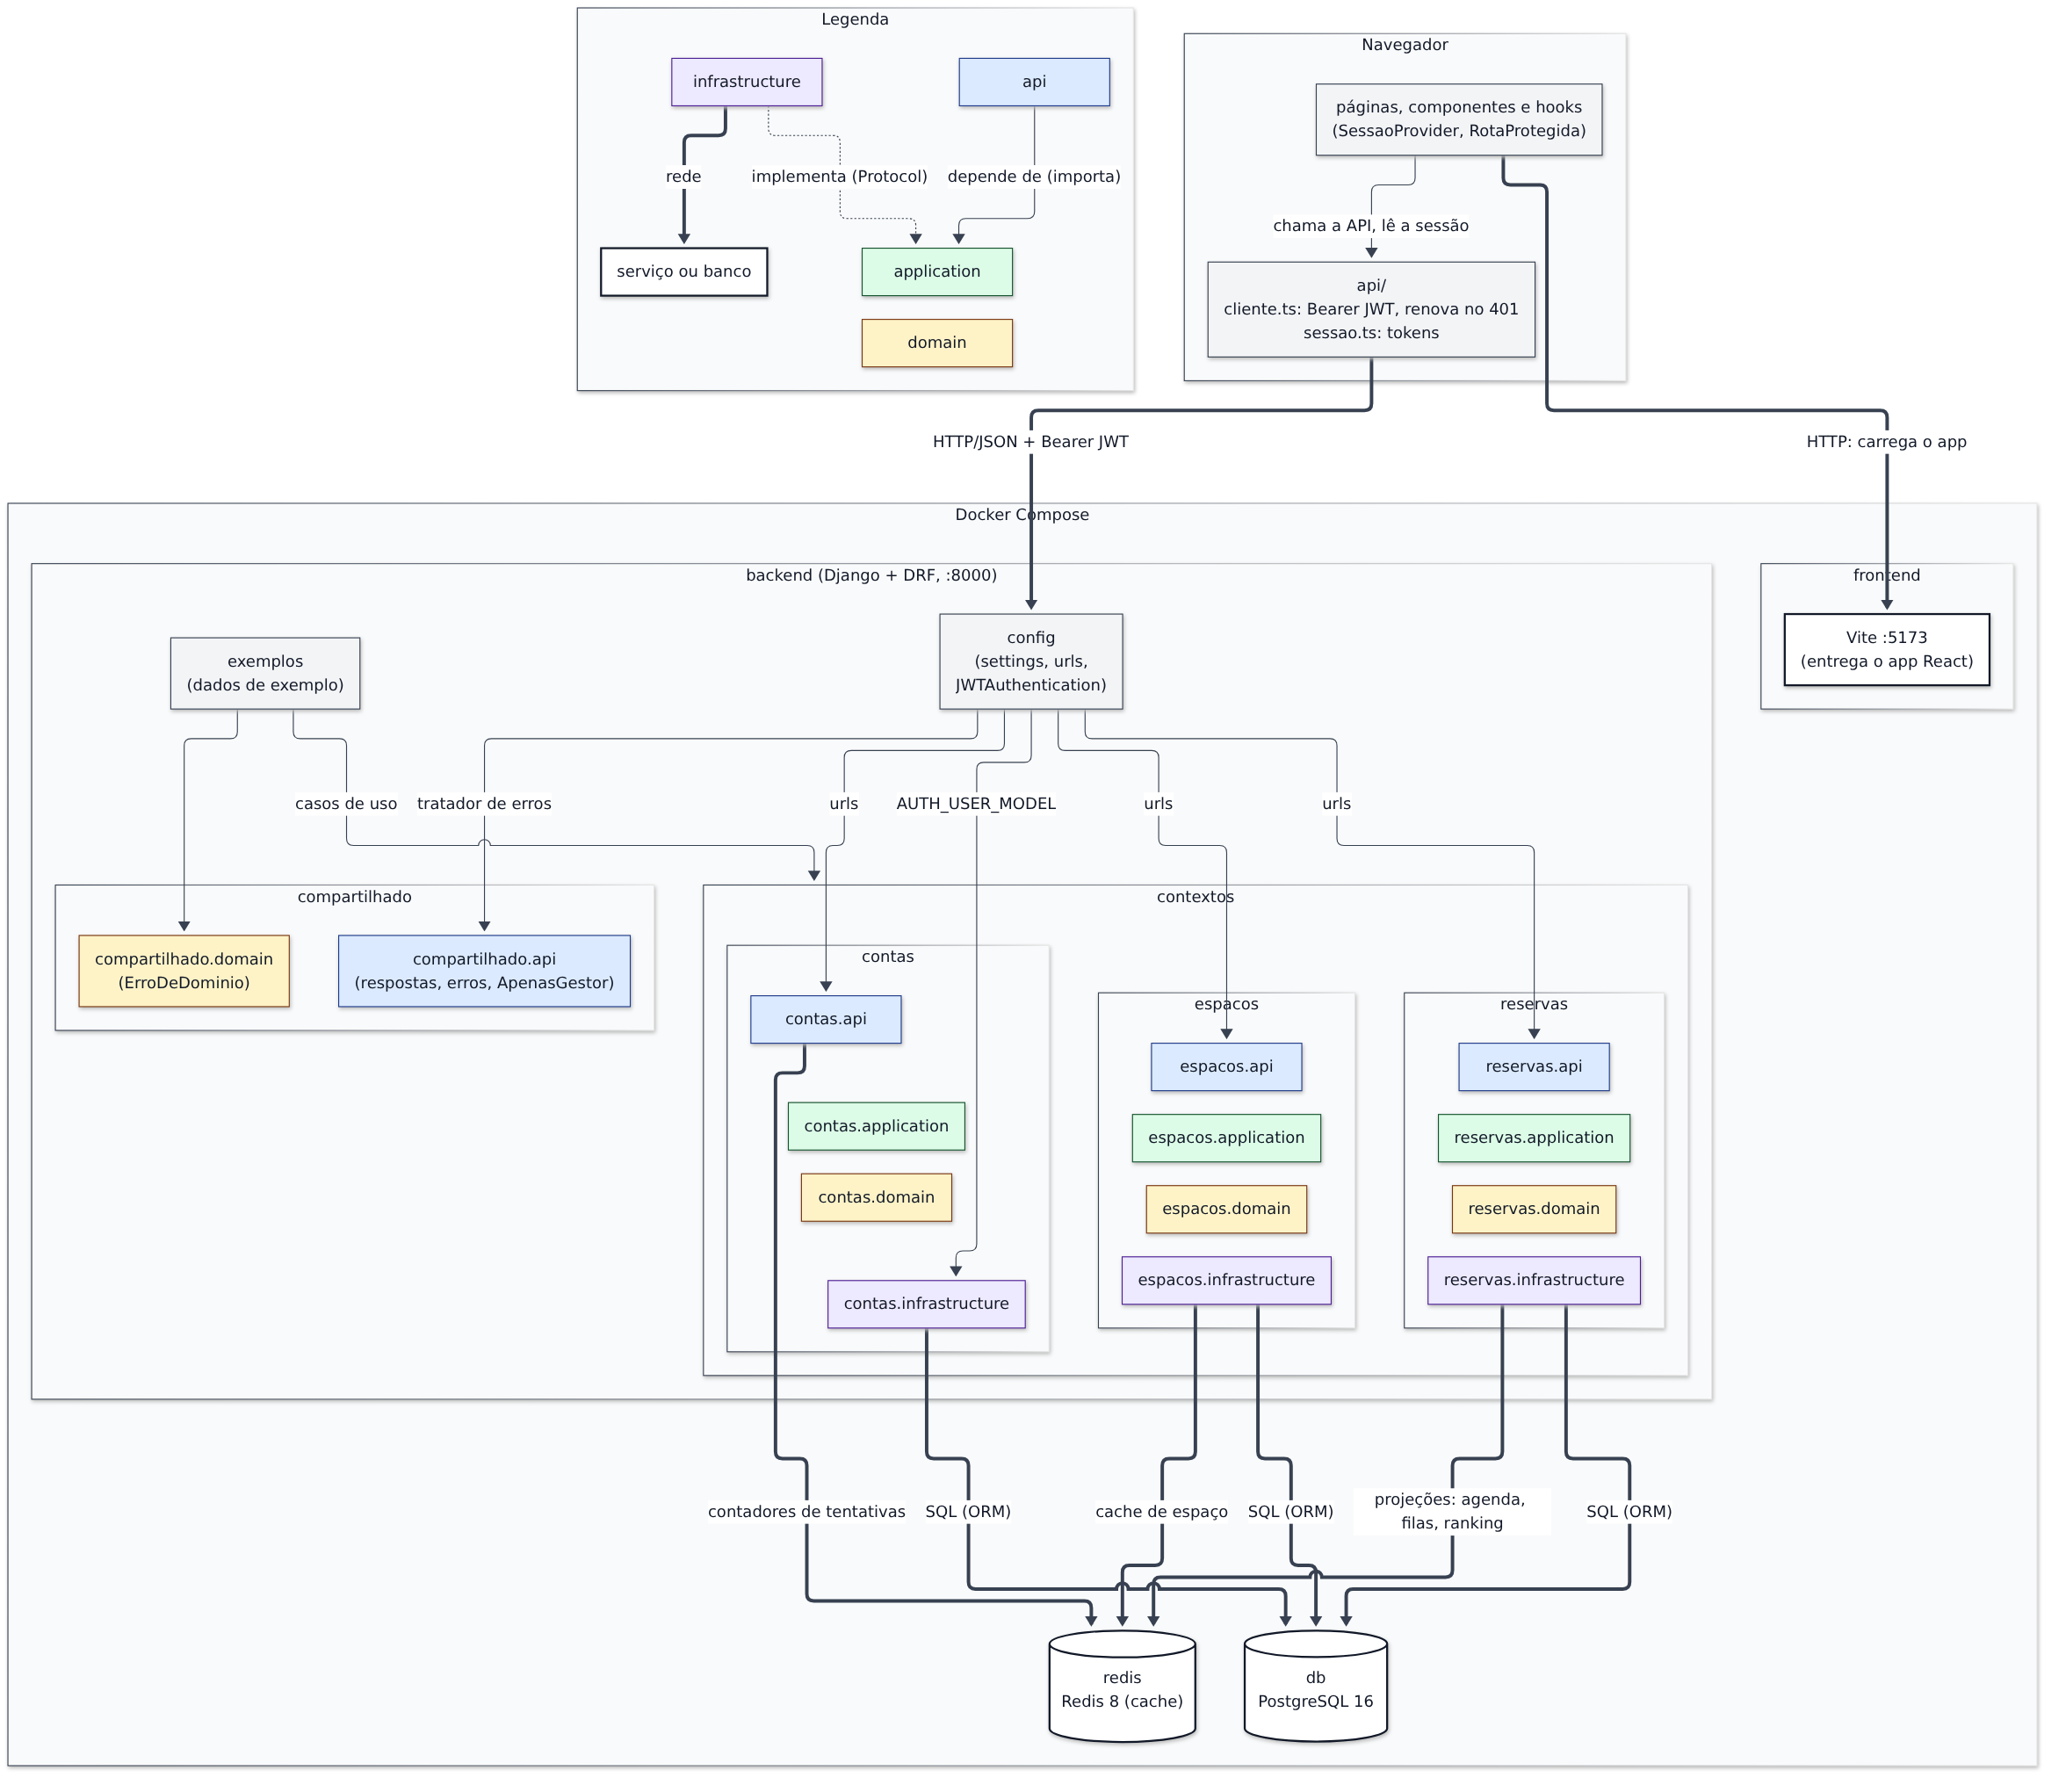 Legenda
infrastructure
api
rede
implementa (Protocol)
depende de (importa)
serviço ou banco
application
domain
Navegador
páginas, componentes e hooks
(SessaoProvider, RotaProtegida)
chama a API, lê a sessão
api/
cliente.ts: Bearer JWT, renova no 401
sessao.ts: tokens
HTTP/JSON + Bearer JWT
HTTP: carrega o app
Docker Compose
backend (Django + DRF, :8000)
frontend
exemplos
(dados de exemplo)
config
(settings, urls,
JWTAuthentication)
Vite :5173
(entrega o app React)
casos de uso
tratador de erros
urls
AUTH_USER_MODEL
urls
urls
compartilhado
compartilhado.domain
(ErroDeDominio)
compartilhado.api
(respostas, erros, ApenasGestor)
contextos
contas
contas.api
contas.application
contas.domain
contas.infrastructure
espacos
espacos.api
espacos.application
espacos.domain
espacos.infrastructure
reservas
reservas.api
reservas.application
reservas.domain
reservas.infrastructure
contadores de tentativas
SQL (ORM)
cache de espaço
SQL (ORM)
projeções: agenda,
filas, ranking
SQL (ORM)
redis
Redis 8 (cache)
db
PostgreSQL 16